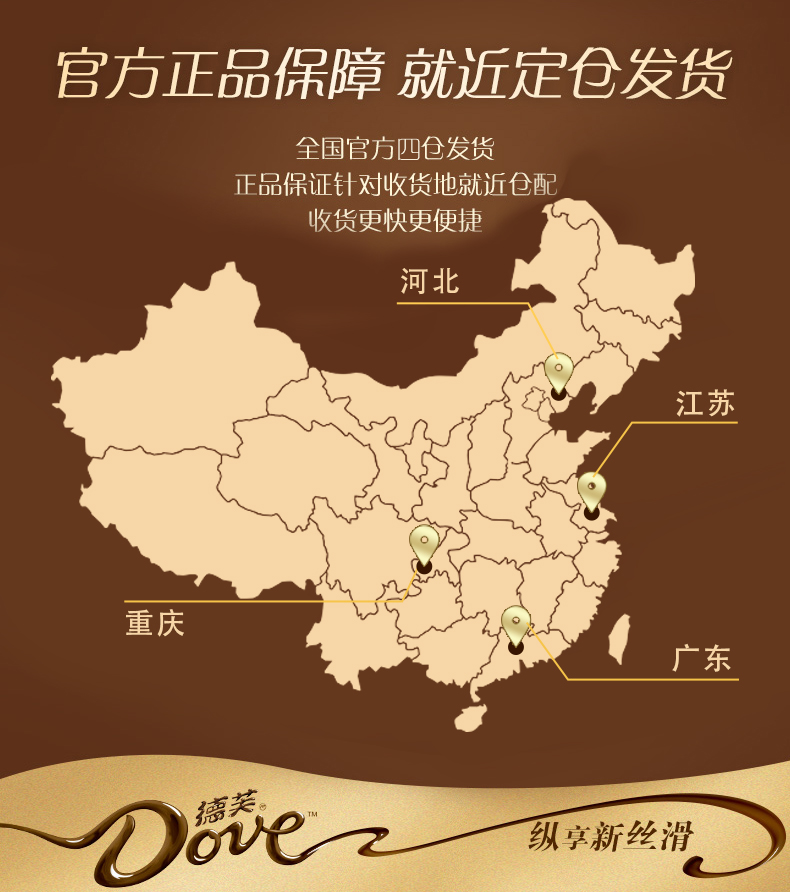 官方正品保障 就近定仓发货
全国官方四仓发货
正品保证针对收货地就近仓配
收货更快更便捷
河北
江苏
重庆
广东
德芙®
Dove™
纵享新丝滑